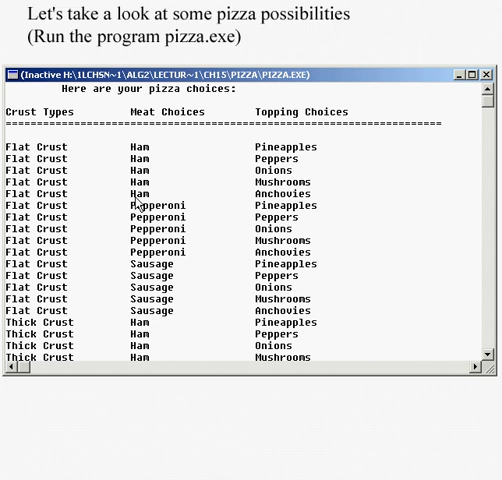 Let's take a look at some pizza possibilities
(Run the program pizza.exe)
(Inactive H:\1LCHSN~1\ALG2\LECTUR~1\CH15\PIZZA\PIZZA.EXE)
Here are your pizza choices:
Crust Types Meat Choices Topping Choices
======================================================================
Flat Crust Ham Pineapples
Flat Crust Ham Peppers
Flat Crust Ham Onions
Flat Crust Ham Mushrooms
Flat Crust Ham Anchovies
Flat Crust Pepperoni Pineapples
Flat Crust Pepperoni Peppers
Flat Crust Pepperoni Onions
Flat Crust Pepperoni Mushrooms
Flat Crust Pepperoni Anchovies
Flat Crust Sausage Pineapples
Flat Crust Sausage Peppers
Flat Crust Sausage Onions
Flat Crust Sausage Mushrooms
Flat Crust Sausage Anchovies
Thick Crust Ham Pineapples
Thick Crust Ham Peppers
Thick Crust Ham Onions
Thick Crust Ham Mushrooms